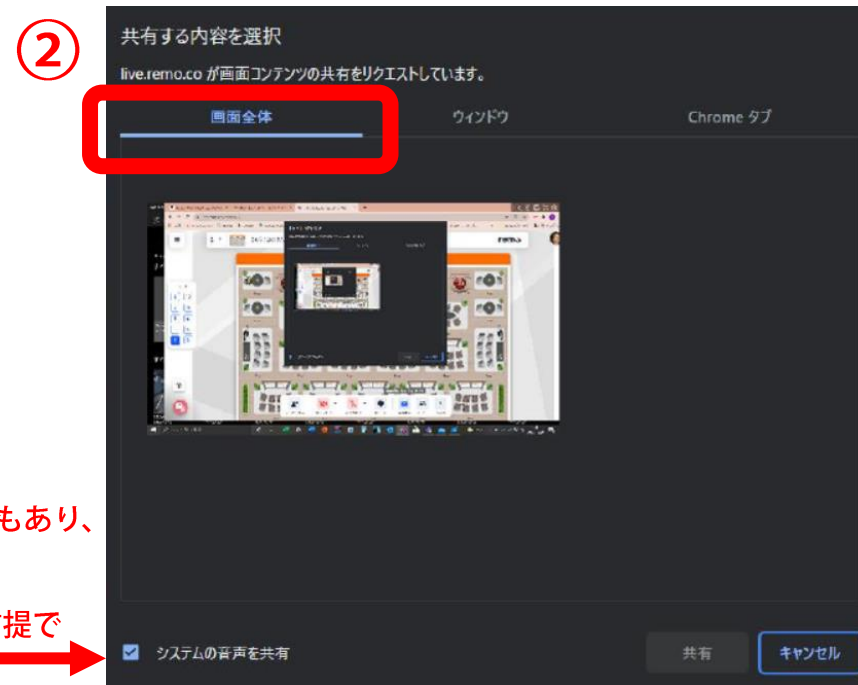 ②
共有する内容を選択
live.remo.co が画面コンテンツの共有をリクエストしています。
画面全体
ウィンドウ
Chrome タブ
remo
もあり、
提で
システムの音声を共有
共有
キャンセル